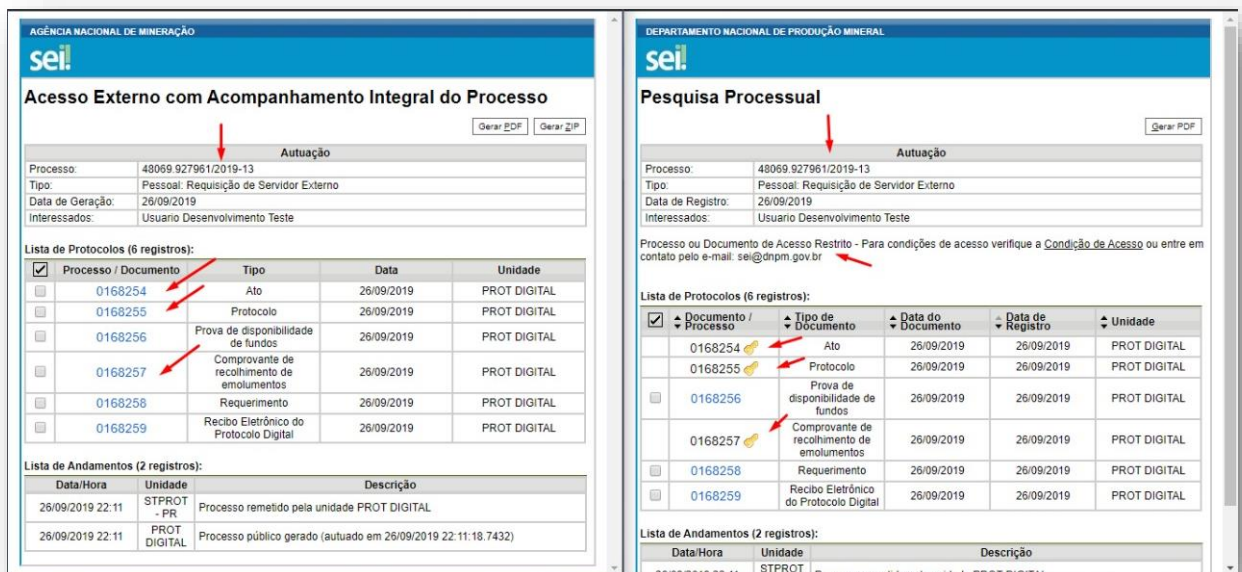 AGÊNCIA NACIONAL DE MINERAÇÃO
sei!
Acesso Externo com Acompanhamento Integral do Processo
Gerar PDF Gerar ZIP
Autuação
Processo: 48069.927961/2019-13
Tipo: Pessoal: Requisição de Servidor Externo
Data de Geração: 26/09/2019
Interessados: Usuario Desenvolvimento Teste
Lista de Protocolos (6 registros):
Processo / Documento Tipo Data Unidade
0168254 Ato 26/09/2019 PROT DIGITAL
0168255 Protocolo 26/09/2019 PROT DIGITAL
0168256 Prova de disponibilidade de fundos 26/09/2019 PROT DIGITAL
0168257 Comprovante de recolhimento de emolumentos 26/09/2019 PROT DIGITAL
0168258 Requerimento 26/09/2019 PROT DIGITAL
0168259 Recibo Eletrônico do Protocolo Digital 26/09/2019 PROT DIGITAL
Lista de Andamentos (2 registros):
Data/Hora Unidade Descrição
26/09/2019 22:11 STPROT - PR Processo remetido pela unidade PROT DIGITAL
26/09/2019 22:11 PROT DIGITAL Processo público gerado (autuado em 26/09/2019 22:11:18.7432)
DEPARTAMENTO NACIONAL DE PRODUÇÃO MINERAL
sei!
Pesquisa Processual
Gerar PDF
Autuação
Processo: 48069.927961/2019-13
Tipo: Pessoal: Requisição de Servidor Externo
Data de Registro: 26/09/2019
Interessados: Usuario Desenvolvimento Teste
Processo ou Documento de Acesso Restrito - Para condições de acesso verifique a Condição de Acesso ou entre em
contato pelo e-mail: sei@dnpm.gov.br
Lista de Protocolos (6 registros):
Documento / Processo Tipo de Documento Data do Documento Data de Registro Unidade
0168254 Ato 26/09/2019 26/09/2019 PROT DIGITAL
0168255 Protocolo 26/09/2019 26/09/2019 PROT DIGITAL
0168256 Prova de disponibilidade de fundos 26/09/2019 26/09/2019 PROT DIGITAL
0168257 Comprovante de recolhimento de emolumentos 26/09/2019 26/09/2019 PROT DIGITAL
0168258 Requerimento 26/09/2019 26/09/2019 PROT DIGITAL
0168259 Recibo Eletrônico do Protocolo Digital 26/09/2019 26/09/2019 PROT DIGITAL
Lista de Andamentos (2 registros):
Data/Hora Unidade Descrição
STPROT